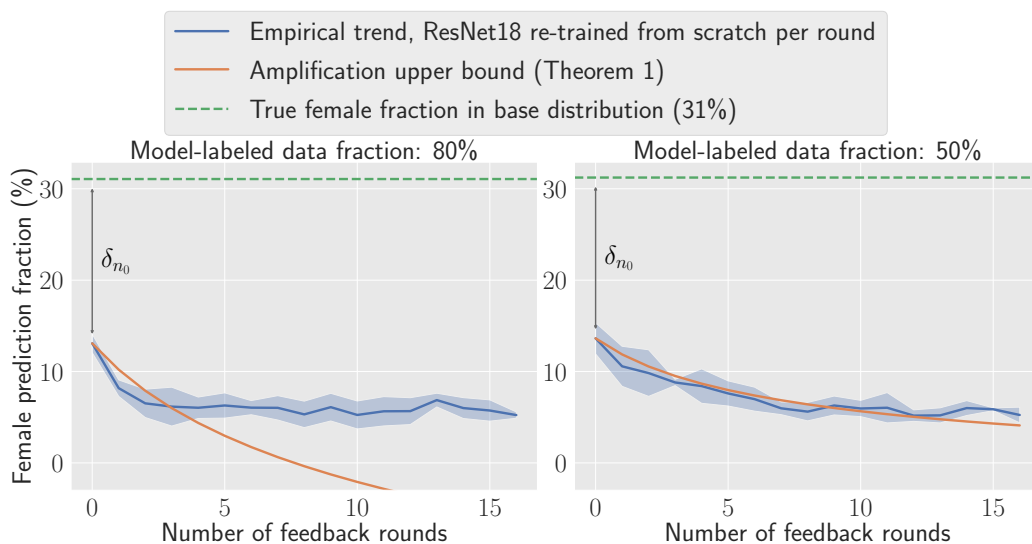 Empirical trend, ResNet18 re-trained from scratch per round
Amplification upper bound (Theorem 1)
True female fraction in base distribution (31%)
Model-labeled data fraction: 80%
Model-labeled data fraction: 50%
Female prediction fraction (%)
30
20
10
0
δn₀
0 5 10 15
Number of feedback rounds
30
20
10
0
δn₀
0 5 10 15
Number of feedback rounds